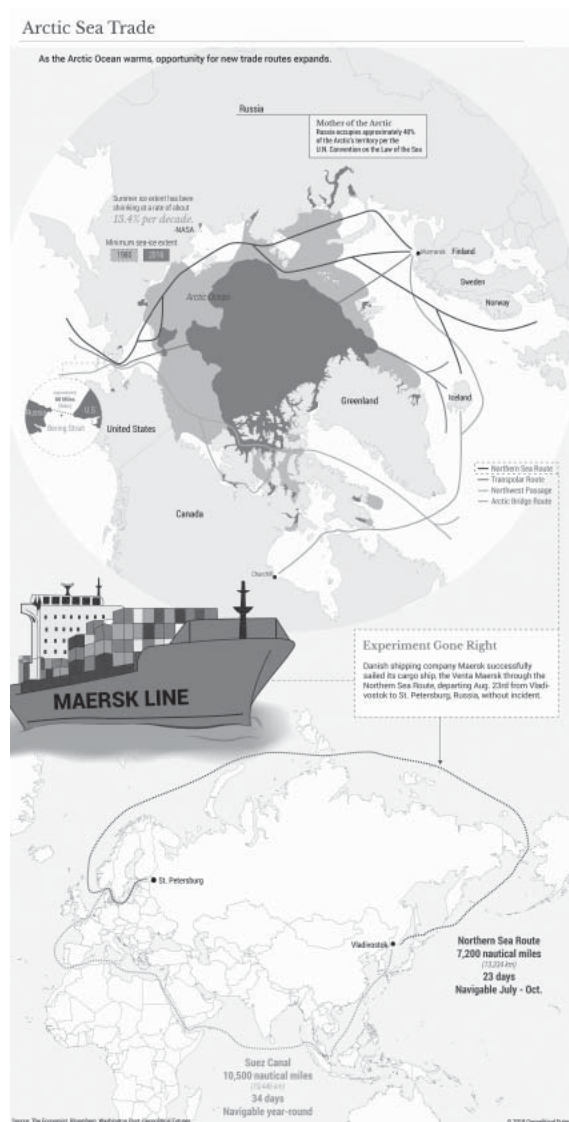 Arctic Sea Trade
As the Arctic Ocean warms, opportunity for new trade routes expands.
Russia
Mother of the Arctic
Russia occupies approximately 40%
of the Arctic's territory per the
U.N. Convention on the Law of the Sea
Summer ice extent has been
shrinking at a rate of about
13.4% per decade.
-NASA
Minimum sea-ice extent
1980
Arctic Ocean
Murmansk
Finland
Sweden
Norway
Iceland
Greenland
Russia
U.S.
Bering Strait
United States
Canada
Churchill
Northern Sea Route
Transpolar Route
Northwest Passage
Arctic Bridge Route
MAERSK LINE
Experiment Gone Right
Danish shipping company Maersk successfully
sailed its cargo ship, the Venta Maersk through the
Northern Sea Route, departing Aug. 23rd from Vladi-
vostok to St. Petersburg, Russia, without incident.
St. Petersburg
Vladivostok
Northern Sea Route
7,200 nautical miles
23 days
Navigable July - Oct.
Suez Canal
10,500 nautical miles
34 days
Navigable year-round